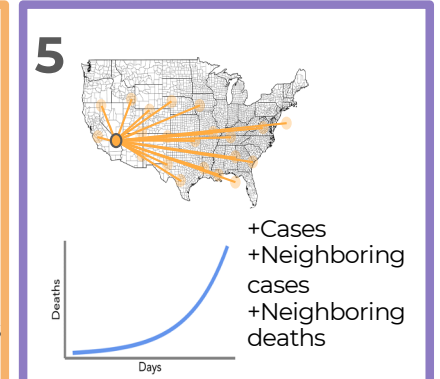 5
+Cases
+Neighboring
cases
+Neighboring
deaths
Deaths
Days